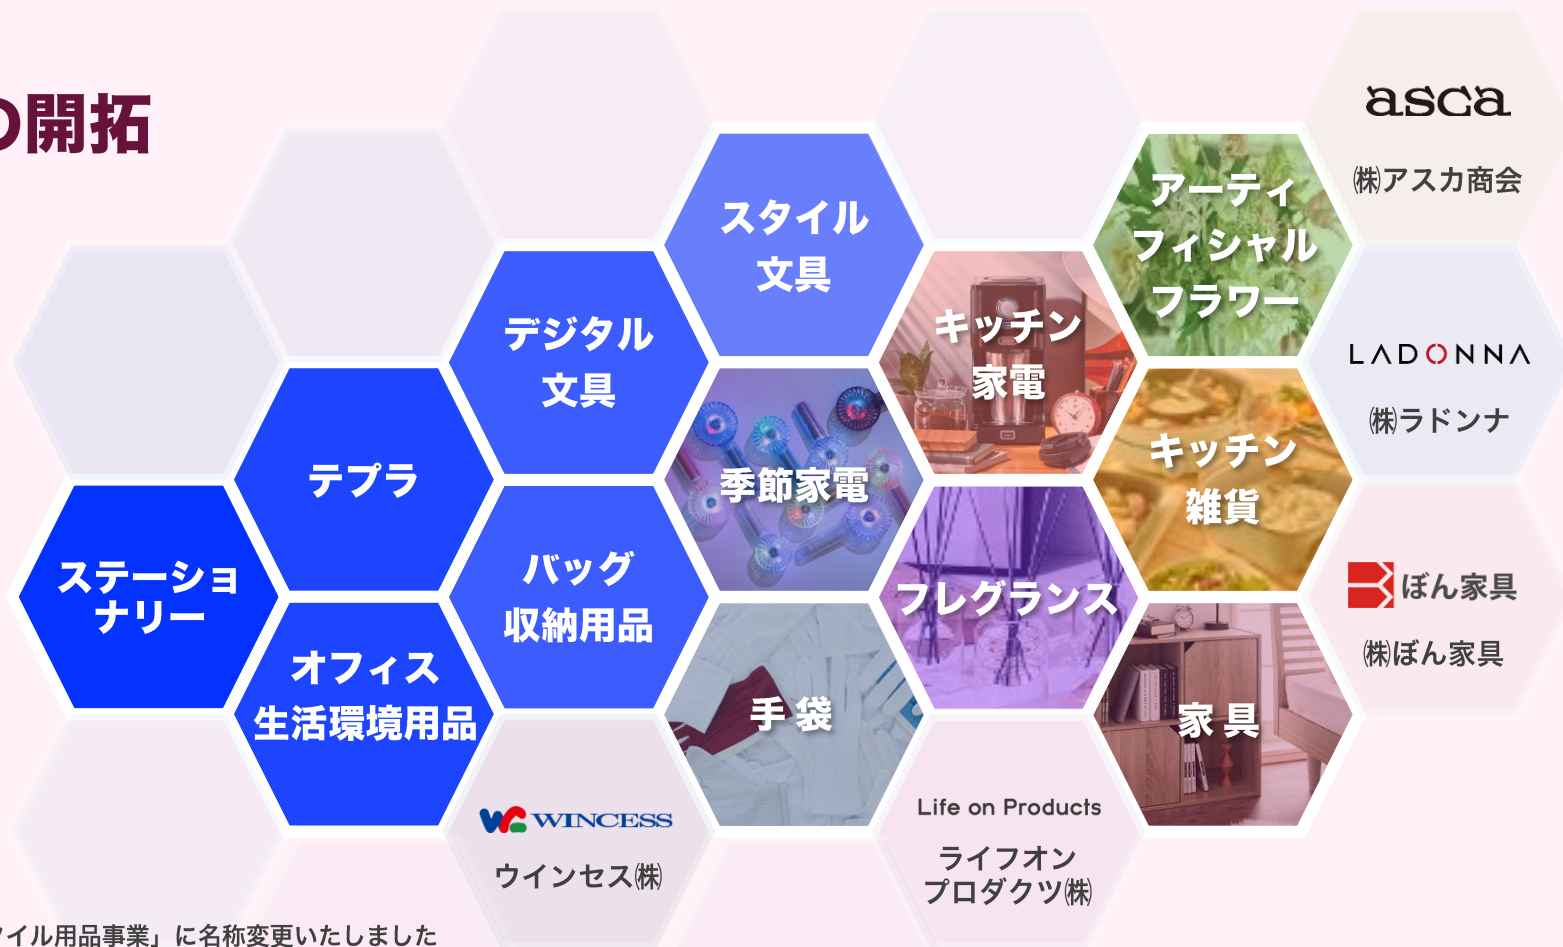 の開拓
asca
㈱アスカ商会
アーティ
フィシャル
フラワー
スタイル
文具
キッチン
家電
デジタル
文具
LADONNA
㈱ラドンナ
キッチン
雑貨
テプラ
季節家電
ステーショ
ナリー
バッグ
収納用品
フレグランス
ぼん家具
㈱ぼん家具
オフィス
生活環境用品
手袋
家具
WINCESS
ウインセス㈱
Life on Products
ライフオン
プロダクツ㈱
イル用品事業」に名称変更いたしました